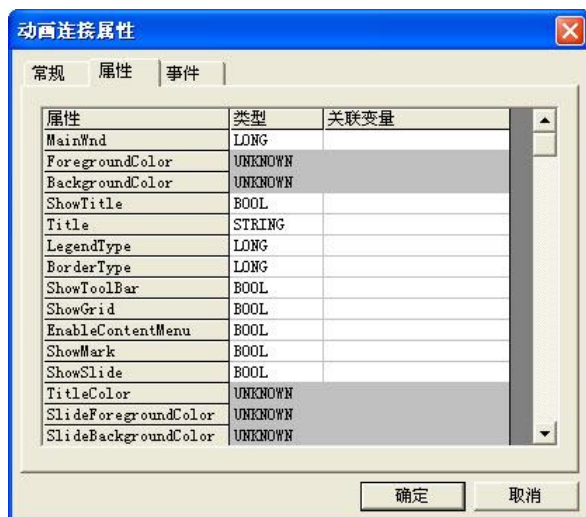 动画连接属性
常规 属性 事件
属性 类型 关联变量
MainWnd LONG
ForegroundColor UNKNOWN
BackgroundColor UNKNOWN
ShowTitle BOOL
Title STRING
LegendType LONG
BorderType LONG
ShowToolBar BOOL
ShowGrid BOOL
EnableContentMenu BOOL
ShowMark BOOL
ShowSlide BOOL
TitleColor UNKNOWN
SlideForegroundColor UNKNOWN
SlideBackgroundColor UNKNOWN
确定 取消